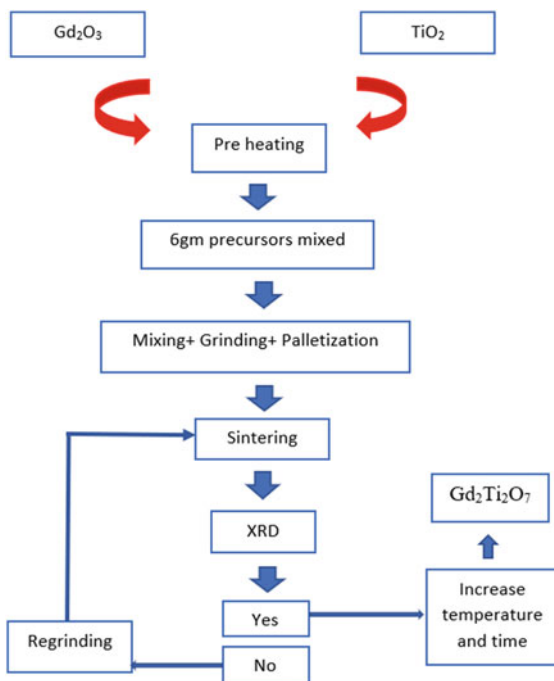 Gd₂O₃
TiO₂
Pre heating
6gm precursors mixed
Mixing+ Grinding+ Palletization
Sintering
XRD
Gd₂Ti₂O₇
Yes
Increase
temperature
and time
Regrinding
No